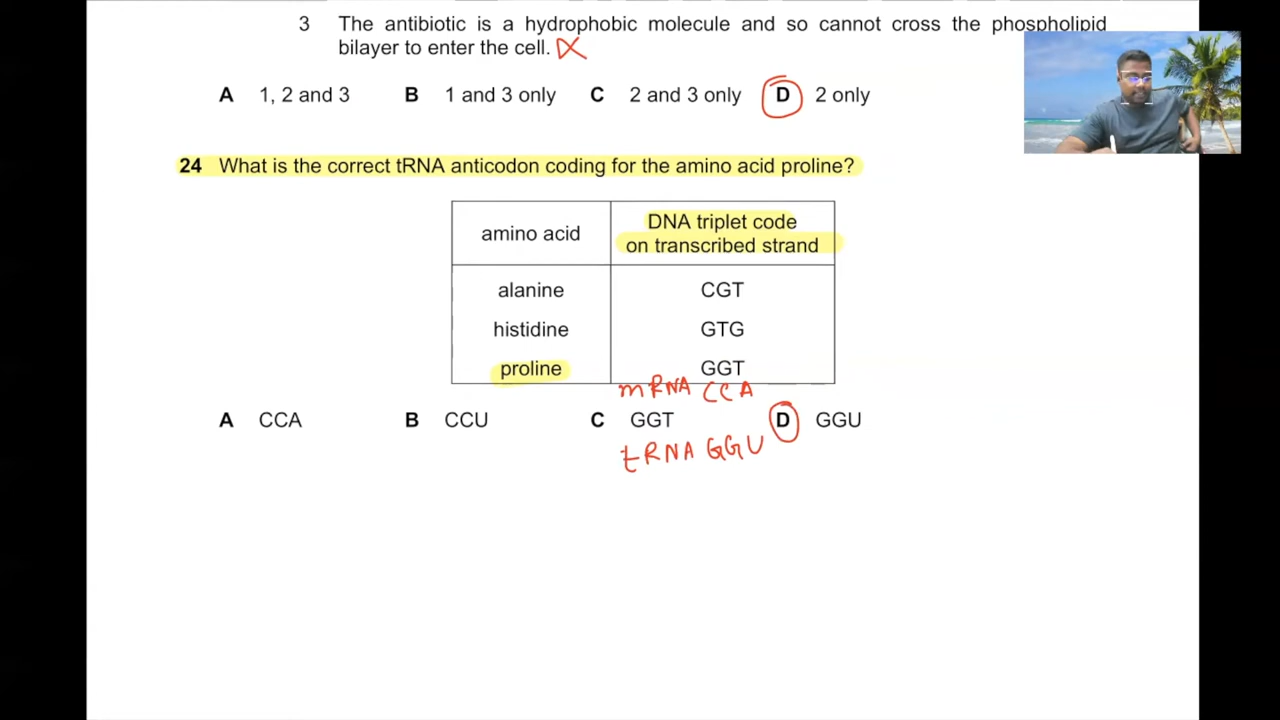 3 The antibiotic is a hydrophobic molecule and so cannot cross the phospholipid
bilayer to enter the cell.
A 1, 2 and 3 B 1 and 3 only C 2 and 3 only D 2 only
24 What is the correct tRNA anticodon coding for the amino acid proline?
amino acid DNA triplet code
on transcribed strand
alanine CGT
histidine GTG
proline GGT
mRNA CCA
A CCA B CCU C GGT D GGU
tRNA GGU